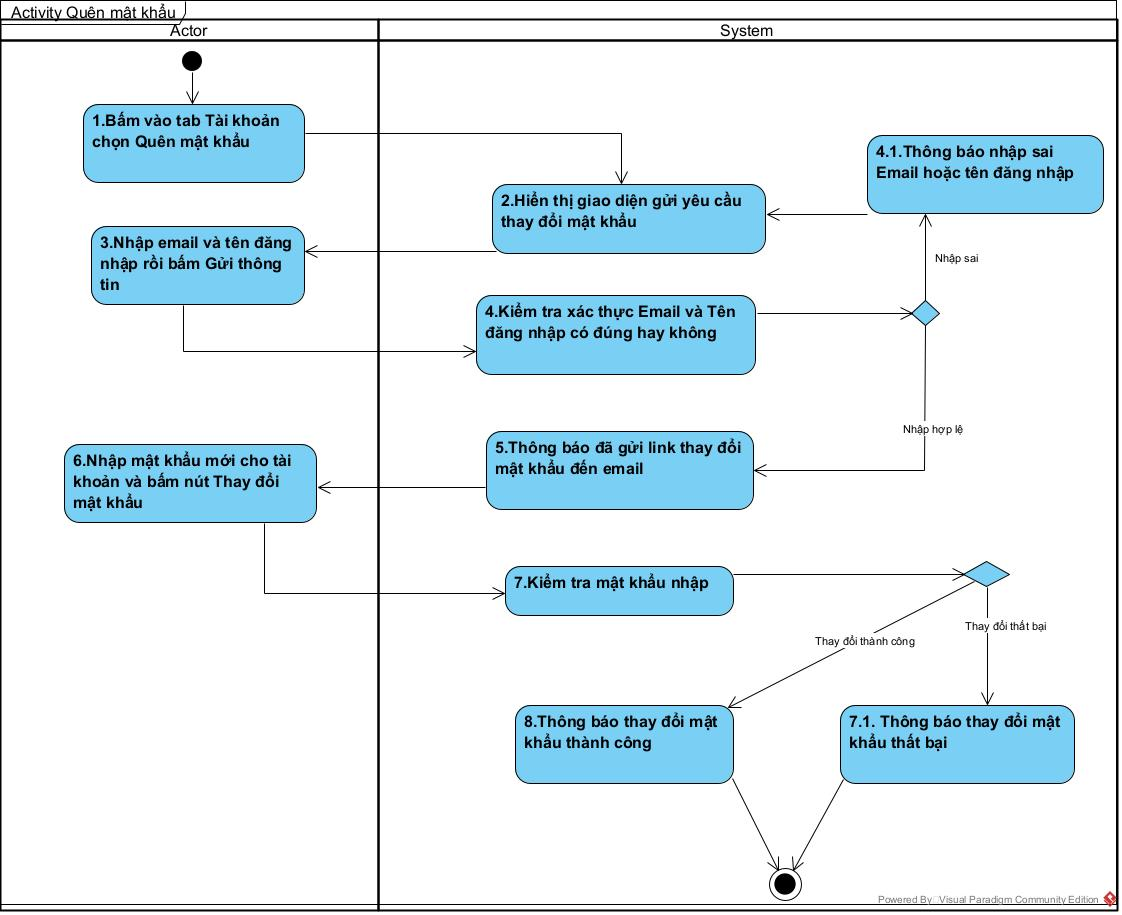 Activity Quên mật khẩu
Actor
System
1.Bấm vào tab Tài khoản
chọn Quên mật khẩu
4.1.Thông báo nhập sai
Email hoặc tên đăng nhập
2.Hiển thị giao diện gửi yêu cầu
thay đổi mật khẩu
3.Nhập email và tên đăng
nhập rồi bấm Gửi thông
tin
Nhập sai
4.Kiểm tra xác thực Email và Tên
đăng nhập có đúng hay không
Nhập hợp lệ
5.Thông báo đã gửi link thay đổi
mật khẩu đến email
6.Nhập mật khẩu mới cho tài
khoản và bấm nút Thay đổi
mật khẩu
7.Kiểm tra mật khẩu nhập
Thay đổi thành công
Thay đổi thất bại
8.Thông báo thay đổi mật
khẩu thành công
7.1. Thông báo thay đổi mật
khẩu thất bại
Powered By Visual Paradigm Community Edition